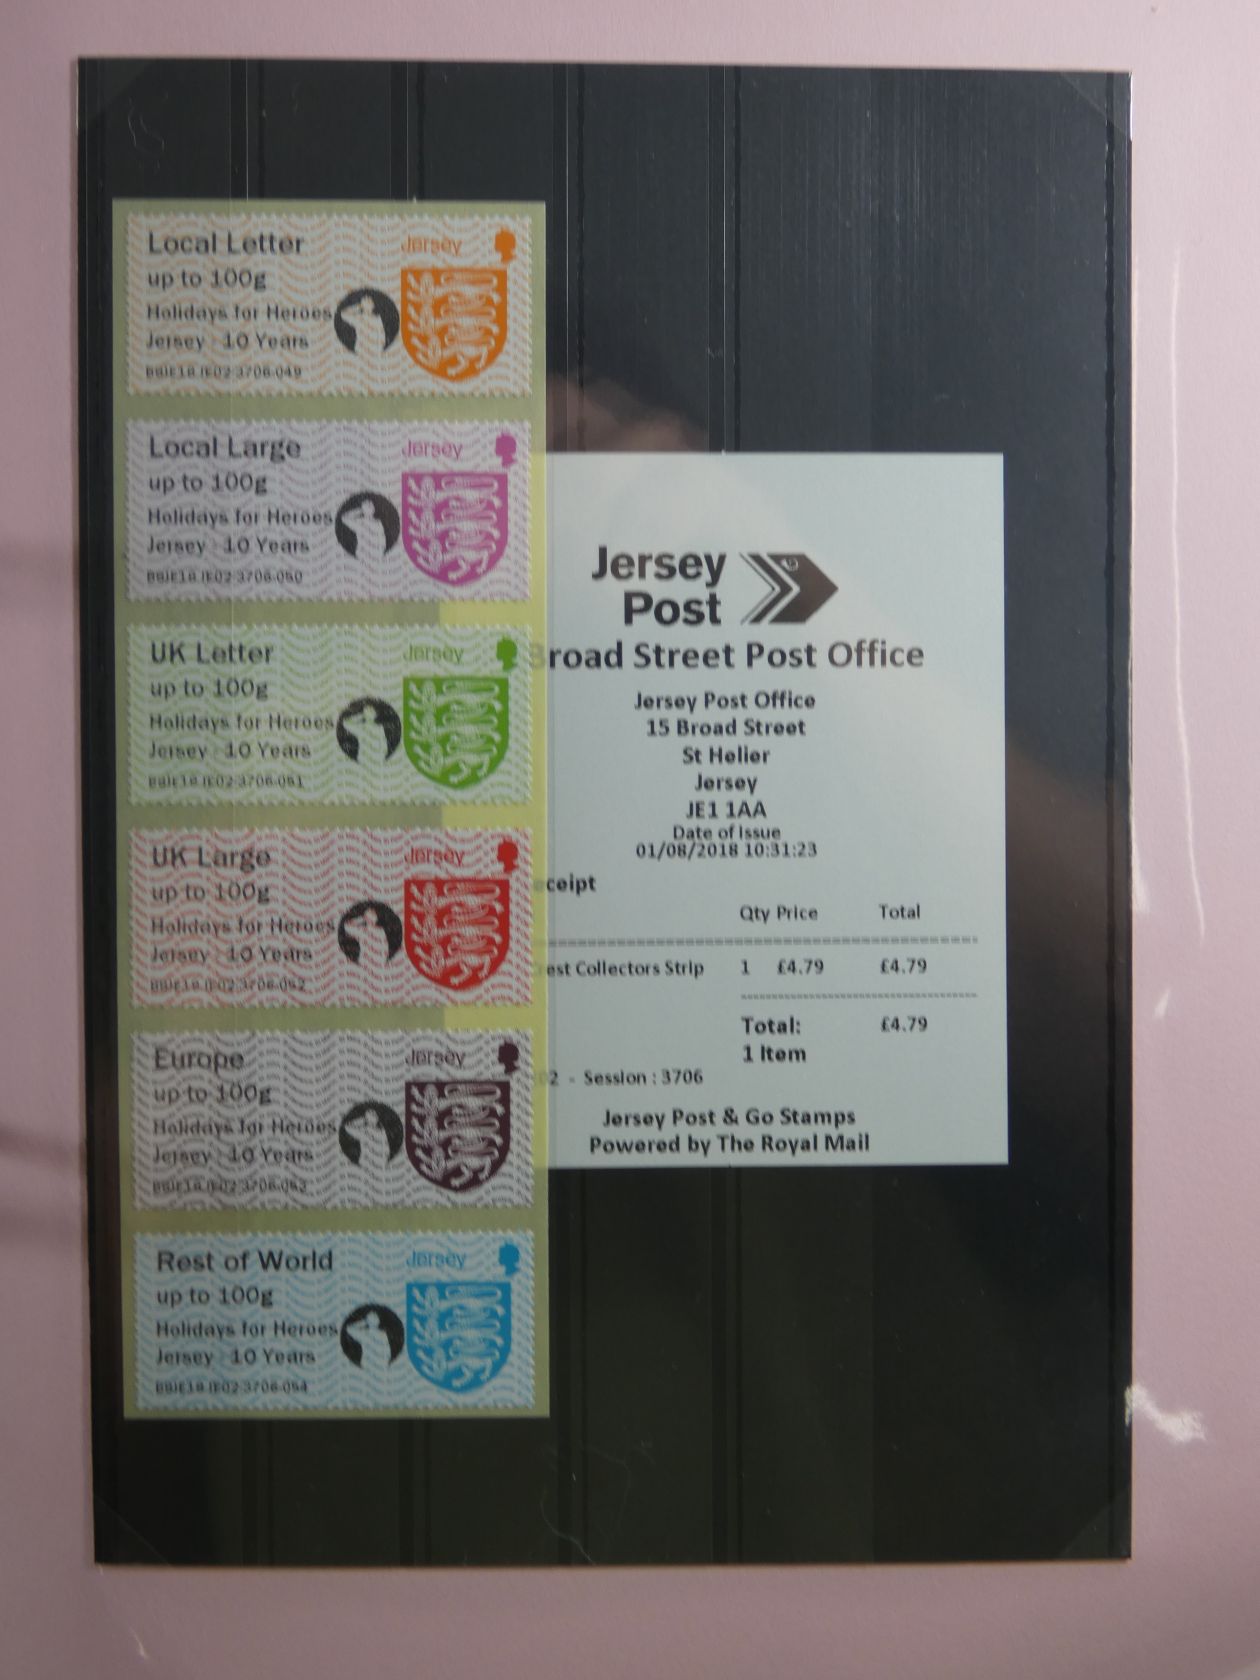 Local Letter
Jersey
up to 100g
Holidays for Heroes
Jersey - 10 Years
Local Large
Jersey
up to 100g
Holidays for Heroes
Jersey - 10 Years
UK Letter
Jersey
up to 100g
Holidays for Heroes
Jersey - 10 Years
UK Large
Jersey
up to 100g
Holidays for Heroes
Jersey - 10 Years
Europe
Jersey
up to 100g
Holidays for Heroes
Jersey - 10 Years
Rest of World
Jersey
up to 100g
Holidays for Heroes
Jersey - 10 Years
Jersey
Post
Broad Street Post Office
Jersey Post Office
15 Broad Street
St Helier
Jersey
JE1 1AA
Date of Issue
01/08/2018 10:31:23
eceipt
Qty Price Total
rest Collectors Strip 1 £4.79 £4.79
Total: £4.79
1 Item
02 - Session : 3706
Jersey Post & Go Stamps
Powered by The Royal Mail